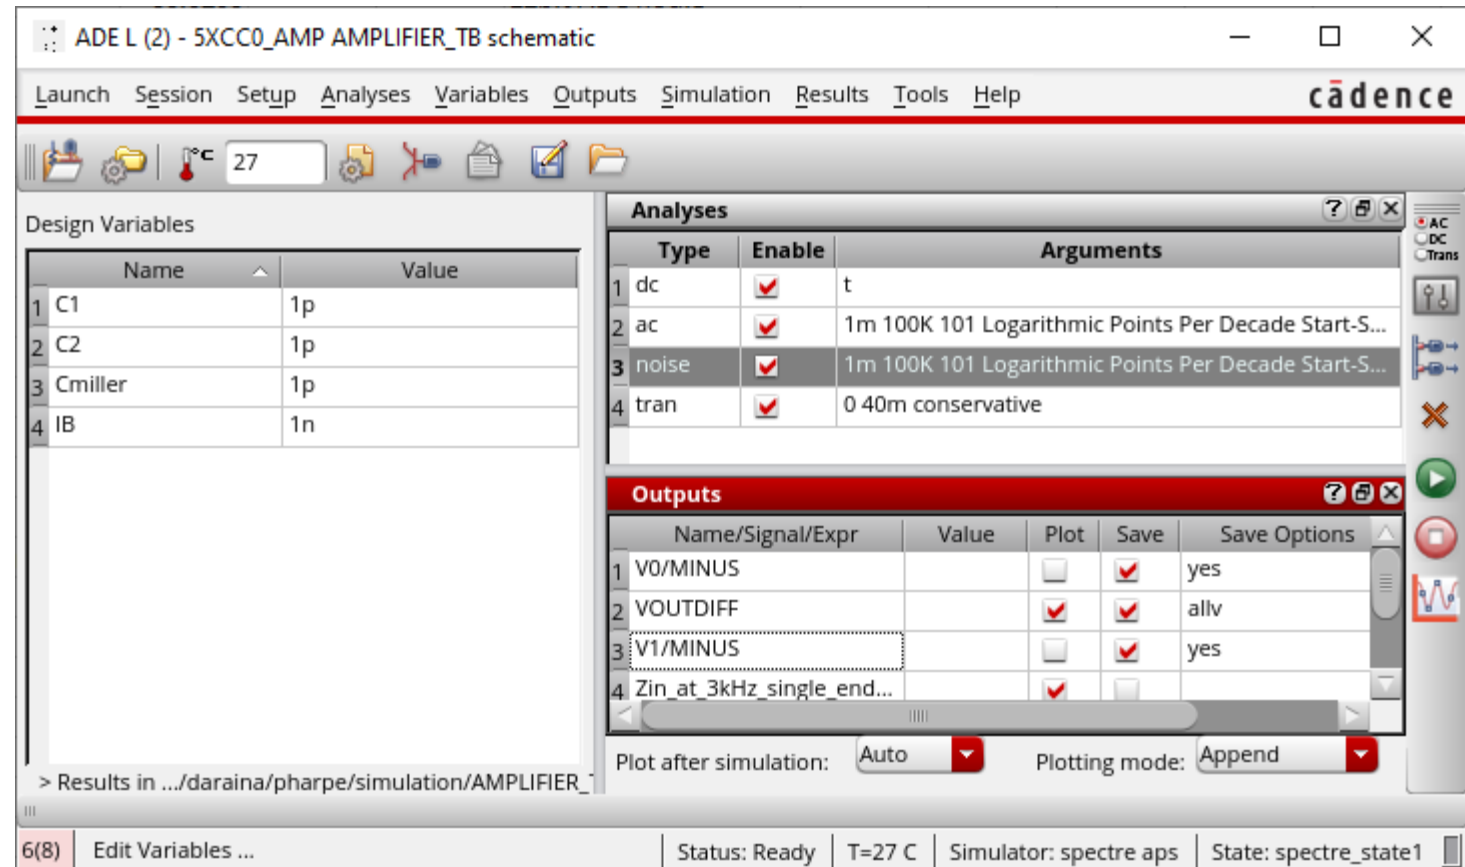 ADE L (2) - 5XCC0_AMP AMPLIFIER_TB schematic
Launch Session Setup Analyses Variables Outputs Simulation Results Tools Help cādence
°C 27
Design Variables
Name Value
1 C1 1p
2 C2 1p
3 Cmiller 1p
4 IB 1n
> Results in .../daraina/pharpe/simulation/AMPLIFIER_
Analyses
Type Enable Arguments
1 dc t
2 ac 1m 100K 101 Logarithmic Points Per Decade Start-S...
3 noise 1m 100K 101 Logarithmic Points Per Decade Start-S...
4 tran 0 40m conservative
Outputs
Name/Signal/Expr Value Plot Save Save Options
1 V0/MINUS yes
2 VOUTDIFF allv
3 V1/MINUS yes
4 Zin_at_3kHz_single_end...
Plot after simulation: Auto Plotting mode: Append
AC
DC
Trans
6(8) Edit Variables ... Status: Ready T=27 C Simulator: spectre aps State: spectre_state1